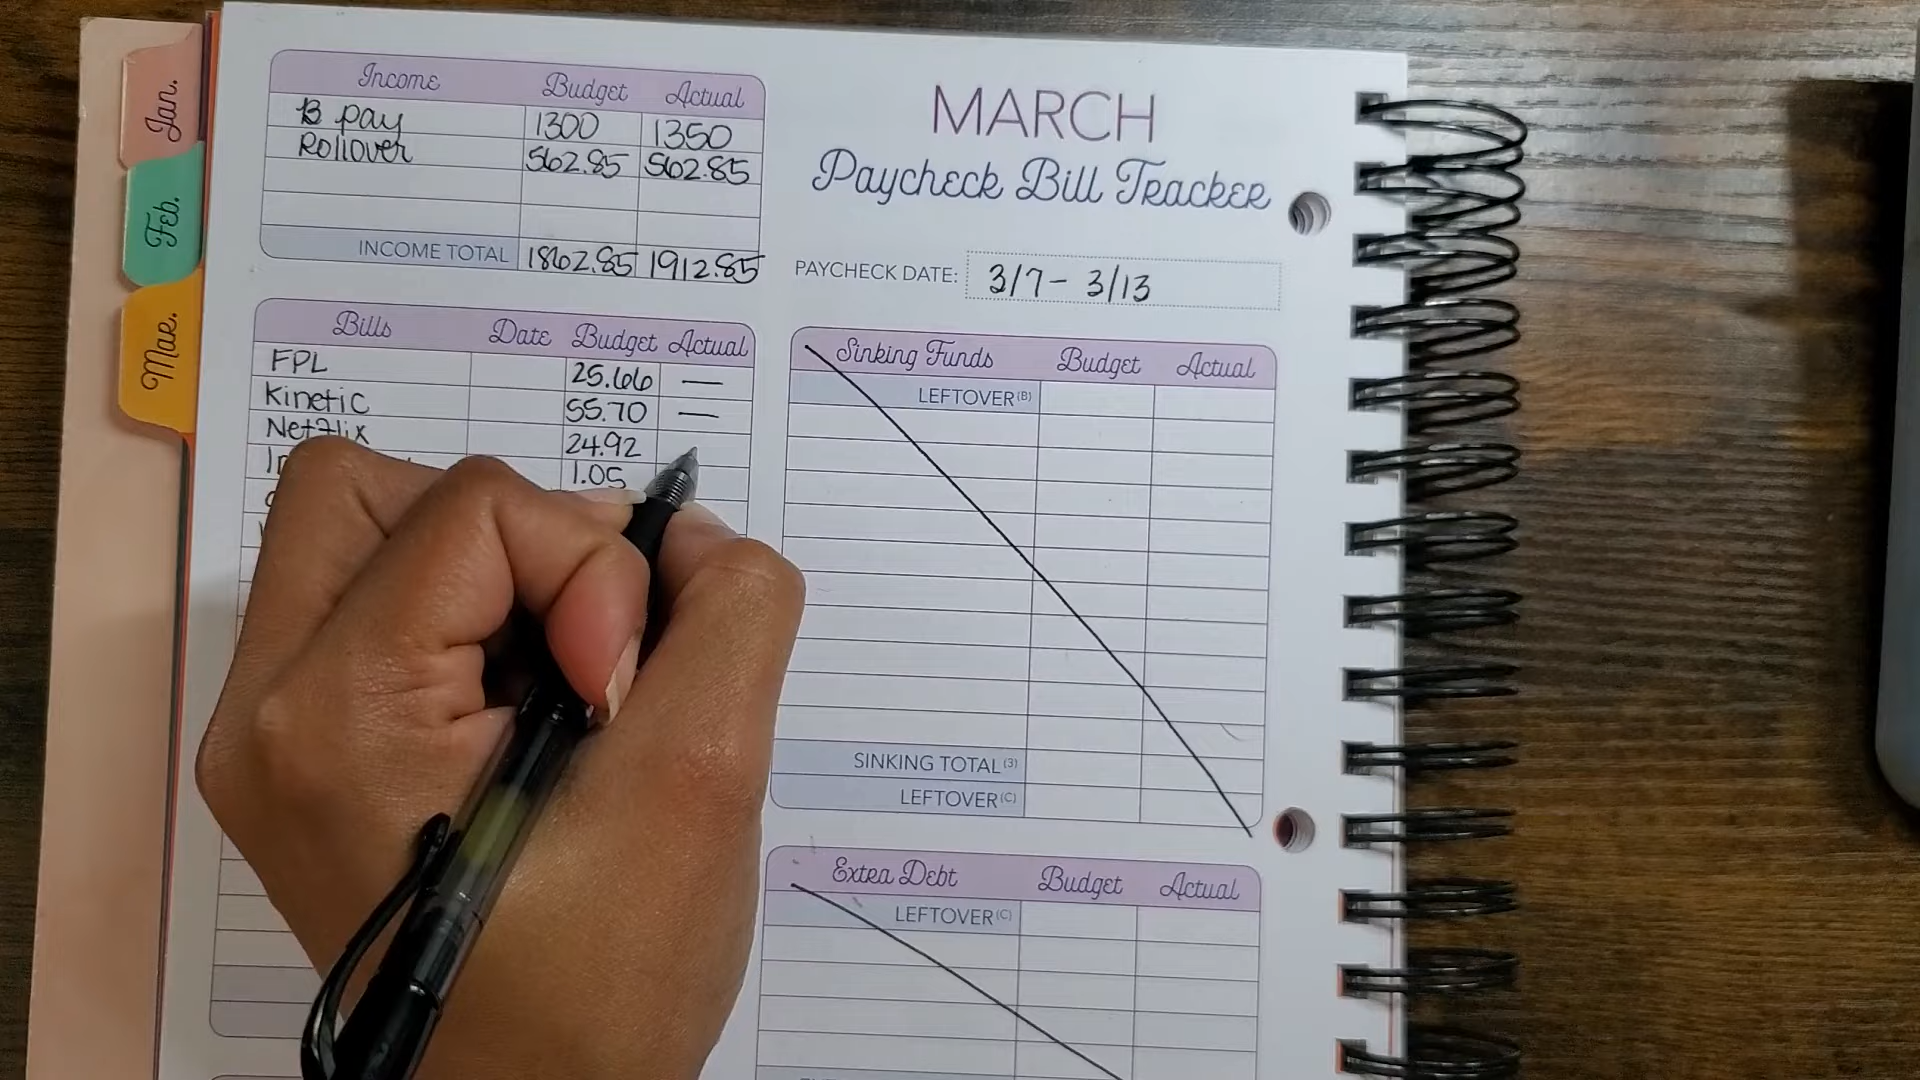 Jan.
Feb.
Mar.
Income Budget Actual
B pay 1300 1350
Rollover 562.85 562.85
INCOME TOTAL 1862.85 1912.85
MARCH
Paycheck Bill Tracker
PAYCHECK DATE: 3/7 - 3/13
Bills Date Budget Actual
FPL 25.66 —
Kinetic 55.70 —
Netflix 24.92
1.05
Sinking Funds Budget Actual
LEFTOVER (B)
SINKING TOTAL (3)
LEFTOVER (C)
Extra Debt Budget Actual
LEFTOVER (C)